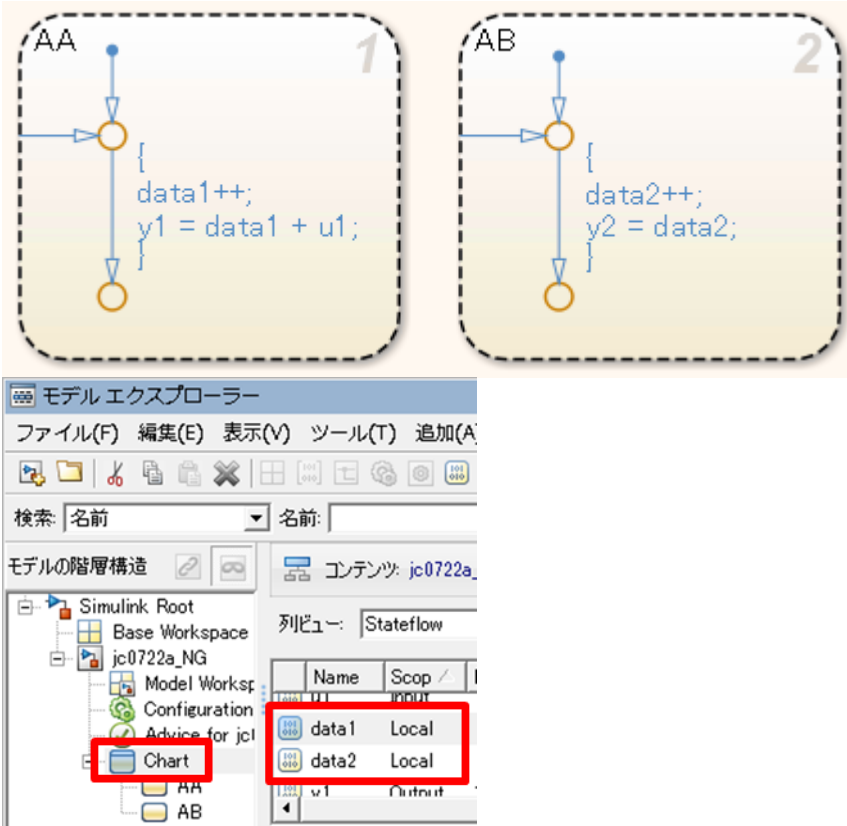 AA
1
{
data1++;
y1 = data1 + u1;
}
AB
2
{
data2++;
y2 = data2;
}
モデル エクスプローラー
ファイル(F) 編集(E) 表示(V) ツール(T) 追加(A)
検索: 名前 名前:
モデルの階層構造
コンテンツ: jc0722a_
Simulink Root
Base Workspace
jc0722a_NG
Model Worksp
Configuration
Advice for jc
Chart
AA
AB
列ビュー: Stateflow
Name Scop
u1 Input
data1 Local
data2 Local
y1 Output